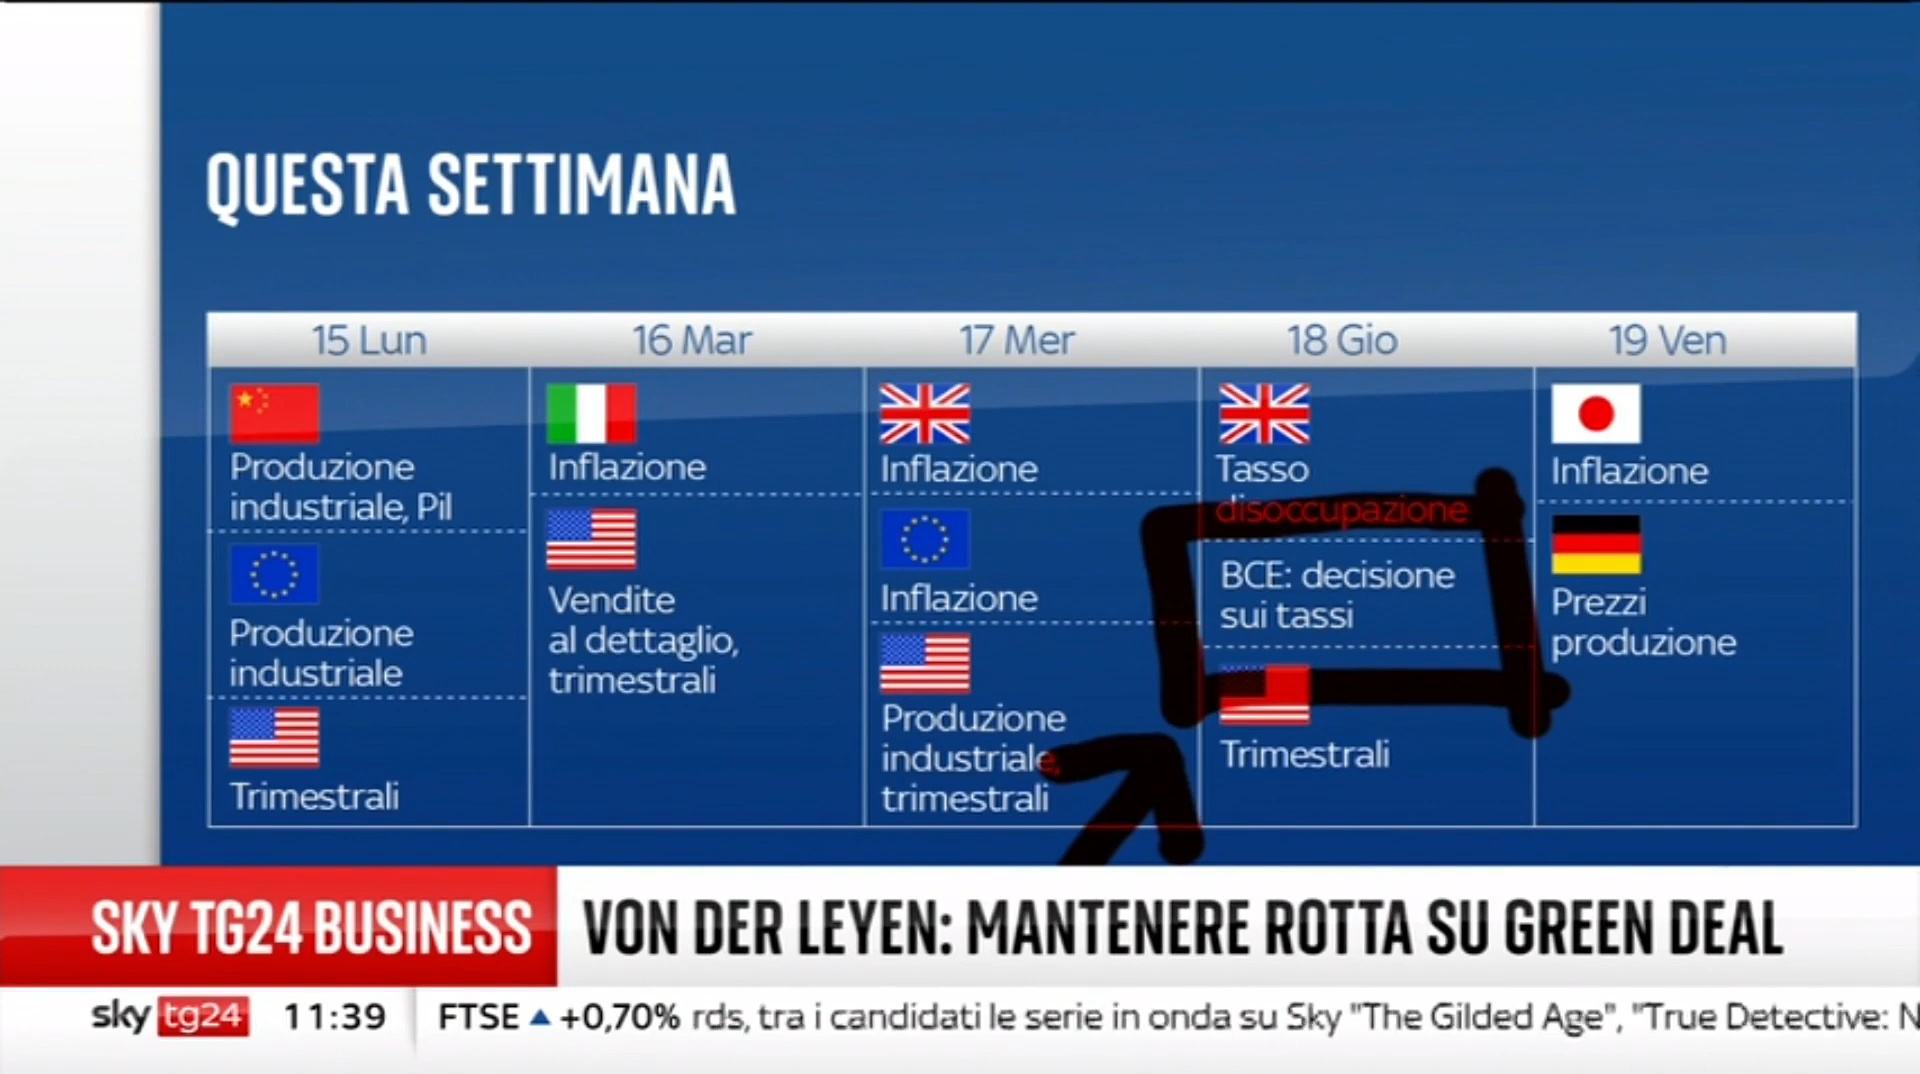 QUESTA SETTIMANA
15 Lun
16 Mar
17 Mer
18 Gio
19 Ven
Produzione
industriale, Pil
Produzione
industriale
Trimestrali
Inflazione
Vendite
al dettaglio,
trimestrali
Inflazione
Inflazione
Produzione
industriale,
trimestrali
Tasso
disoccupazione
BCE: decisione
sui tassi
Trimestrali
Inflazione
Prezzi
produzione
SKY TG24 BUSINESS
VON DER LEYEN: MANTENERE ROTTA SU GREEN DEAL
sky tg24 11:39 FTSE ▲ +0,70% rds, tra i candidati le serie in onda su Sky "The Gilded Age", "True Detective: N